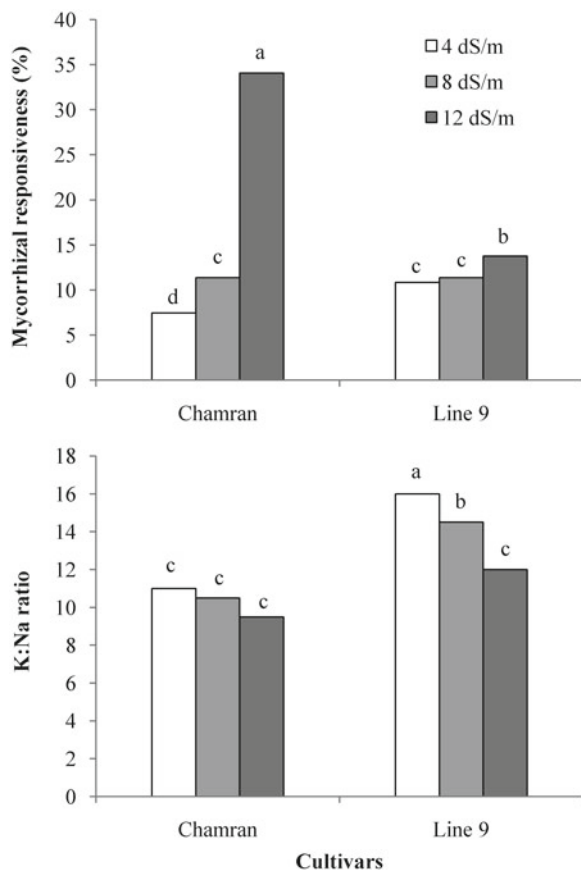 Mycorrhizal responsiveness (%)
40
35
30
25
20
15
10
5
0
4 dS/m
8 dS/m
12 dS/m
d
c
a
c
c
b
Chamran
Line 9
K:Na ratio
18
16
14
12
10
8
6
4
2
0
c
c
c
a
b
c
Chamran
Line 9
Cultivars